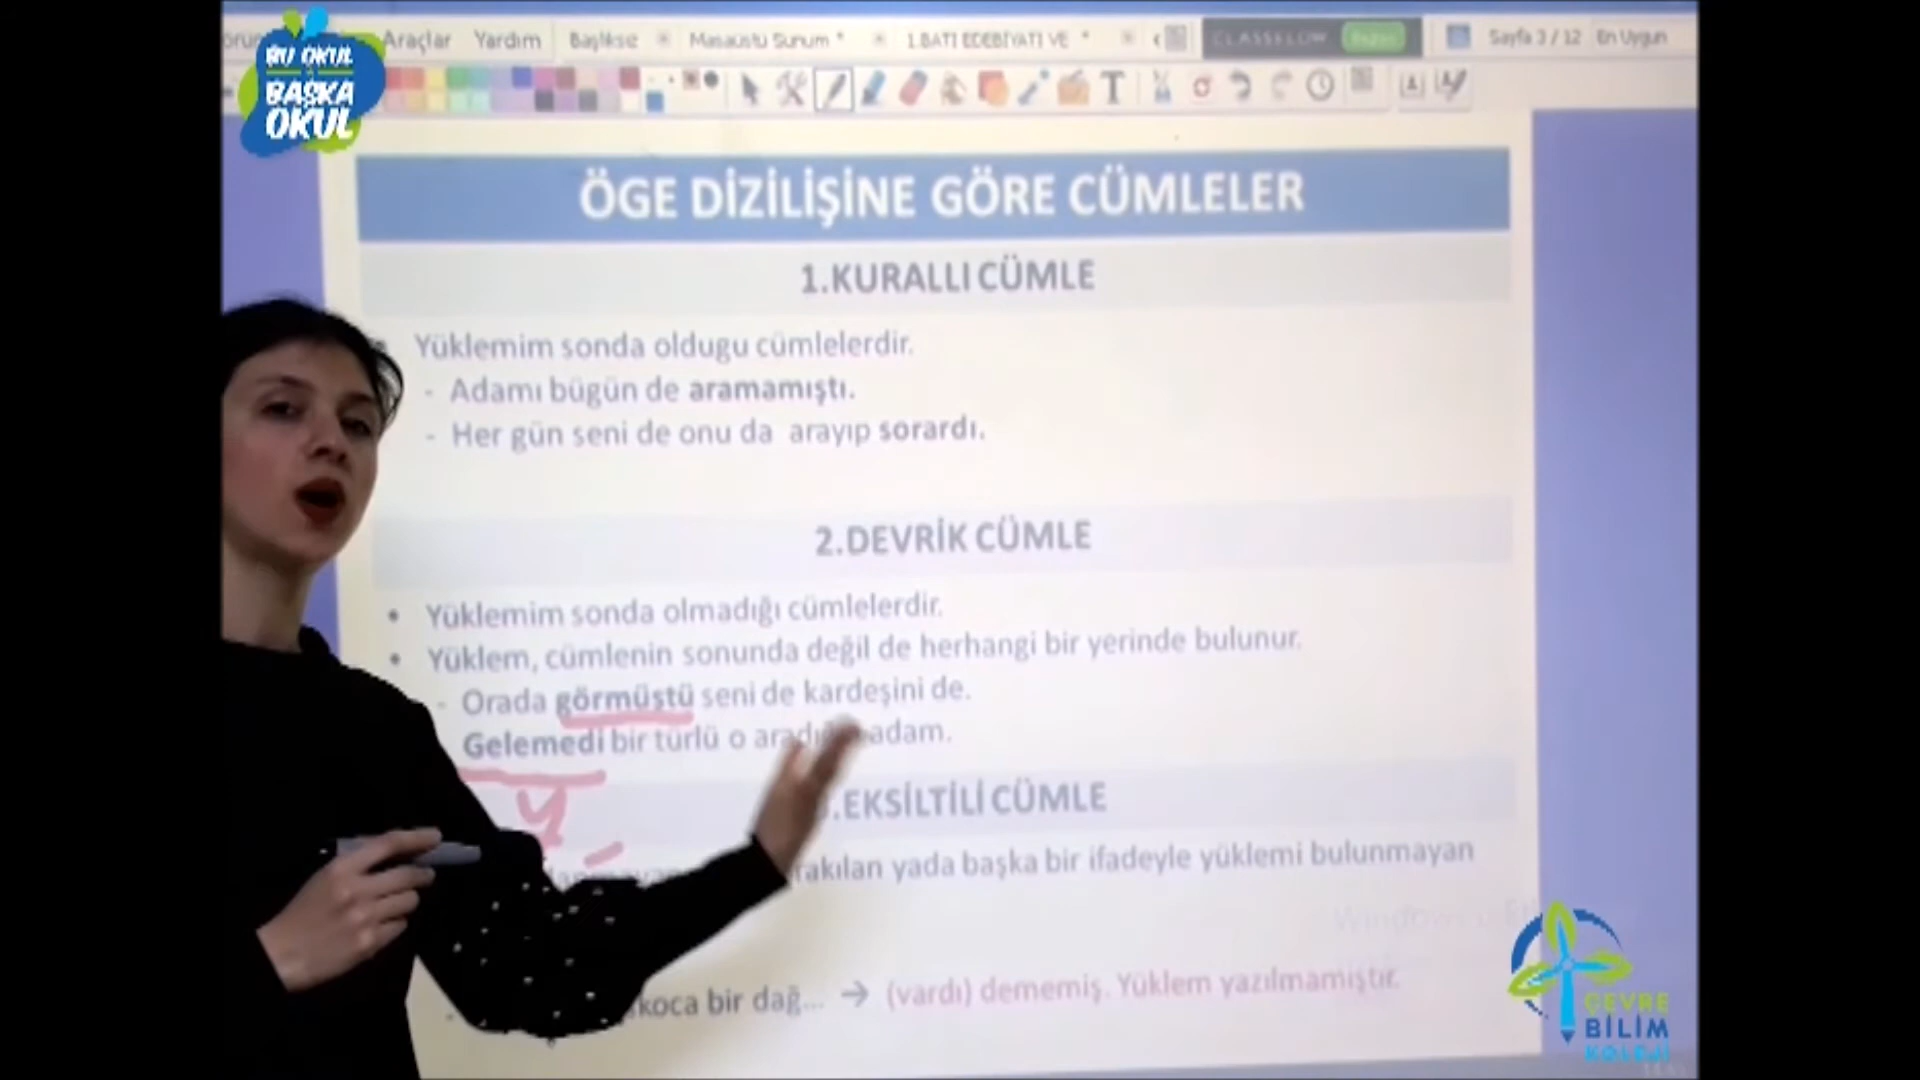 BU OKUL
BAŞKA
OKUL
Araçlar Yardım Başlıksız Masaüstü Sunum * 1.BATI EDEBİYATI VE * CLASSFLOW Sayfa 3 / 12 En Uygun
ÖGE DİZİLİŞİNE GÖRE CÜMLELER
1.KURALLI CÜMLE
Yüklemim sonda oldugu cümlelerdir.
- Adamı bügün de aramamıştı.
- Her gün seni de onu da arayıp sorardı.
2.DEVRİK CÜMLE
• Yüklemim sonda olmadığı cümlelerdir.
• Yüklem, cümlenin sonunda değil de herhangi bir yerinde bulunur.
- Orada görmüştü seni de kardeşini de.
Gelemedi bir türlü o adam.
y
.EKSİLTİLİ CÜMLE
yada başka bir ifadeyle yüklemi bulunmayan
koca bir dağ... → (vardı) dememiş. Yüklem yazılmamıştır.
ÇEVRE
BİLİM
KOLEJİ